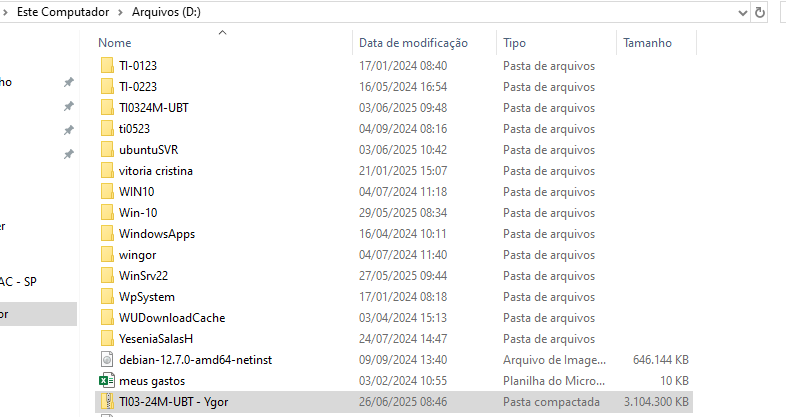 Este Computador > Arquivos (D:)
Nome Data de modificação Tipo Tamanho
TI-0123 17/01/2024 08:40 Pasta de arquivos
TI-0223 16/05/2024 16:54 Pasta de arquivos
TI0324M-UBT 03/06/2025 09:48 Pasta de arquivos
ti0523 04/09/2024 08:16 Pasta de arquivos
ubuntuSVR 03/06/2025 10:42 Pasta de arquivos
vitoria cristina 21/01/2025 15:07 Pasta de arquivos
WIN10 04/07/2024 11:18 Pasta de arquivos
Win-10 29/05/2025 08:34 Pasta de arquivos
WindowsApps 16/04/2024 10:11 Pasta de arquivos
wingor 04/07/2024 11:40 Pasta de arquivos
WinSrv22 27/05/2025 09:44 Pasta de arquivos
WpSystem 17/01/2024 08:18 Pasta de arquivos
WUDownloadCache 03/04/2024 15:13 Pasta de arquivos
YeseniaSalasH 24/07/2024 14:47 Pasta de arquivos
debian-12.7.0-amd64-netinst 09/09/2024 13:40 Arquivo de Image... 646.144 KB
meus gastos 03/02/2024 10:55 Planilha do Micro... 10 KB
TI03-24M-UBT - Ygor 26/06/2025 08:46 Pasta compactada 3.104.300 KB
ho
er
AC - SP
or